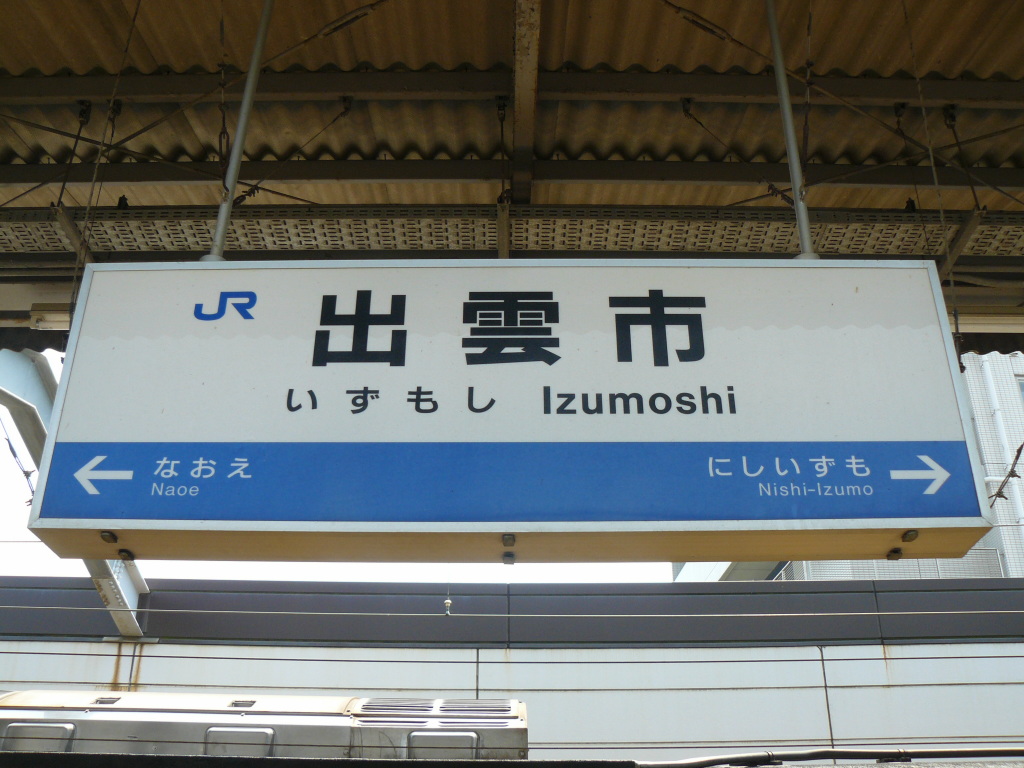 JR 出雲市
いずもし Izumoshi
← なおえ にしいずも →
Naoe Nishi-Izumo